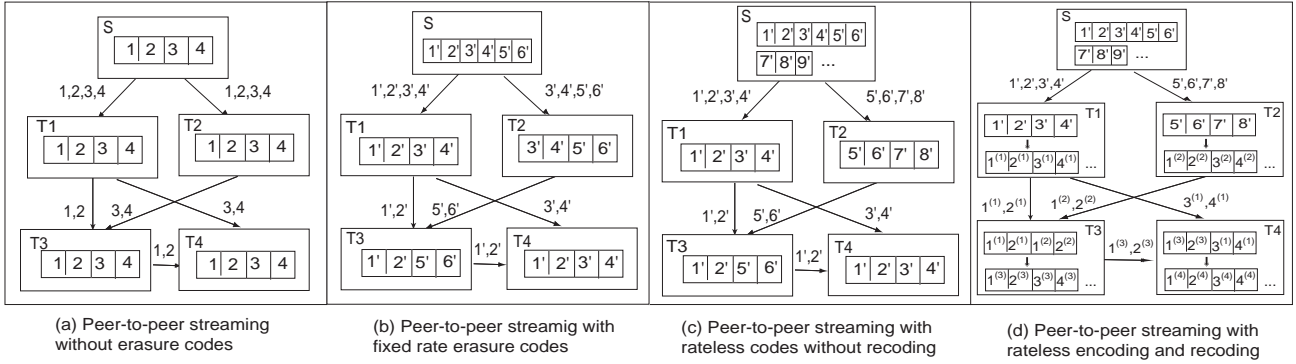 S
1 2 3 4
1,2,3,4 1,2,3,4
T1 T2
1 2 3 4 1 2 3 4
1,2 3,4 3,4
T3 T4
1 2 3 4 1,2 1 2 3 4
(a) Peer-to-peer streaming
without erasure codes
S
1' 2' 3' 4' 5' 6'
1',2',3',4' 3',4',5',6'
T1 T2
1' 2' 3' 4' 3' 4' 5' 6'
1',2' 5',6' 3',4'
T3 T4
1' 2' 5' 6' 1',2' 1' 2' 3' 4'
(b) Peer-to-peer streamig with
fixed rate erasure codes
S
1' 2' 3' 4' 5' 6'
7' 8' 9' ...
1',2',3',4' 5',6',7',8'
T1 T2
1' 2' 3' 4' 5' 6' 7' 8'
1',2' 5',6' 3',4'
T3 T4
1' 2' 5' 6' 1',2' 1' 2' 3' 4'
(c) Peer-to-peer streaming with
rateless codes without recoding
S
1' 2' 3' 4' 5' 6'
7' 8' 9' ...
1',2',3',4' 5',6',7',8'
T1 T2
1' 2' 3' 4' 5' 6' 7' 8'
1(1) 2(1) 3(1) 4(1) ... 1(2) 2(2) 3(2) 4(2) ...
1(1),2(1) 1(2),2(2) 3(1),4(1)
T3 T4
1(1) 2(1) 1(2) 2(2) 1(3),2(3) 1(3) 2(3) 3(1) 4(1)
1(3) 2(3) 3(3) 4(3) ... 1(4) 2(4) 3(4) 4(4) ...
(d) Peer-to-peer streaming with
rateless encoding and recoding